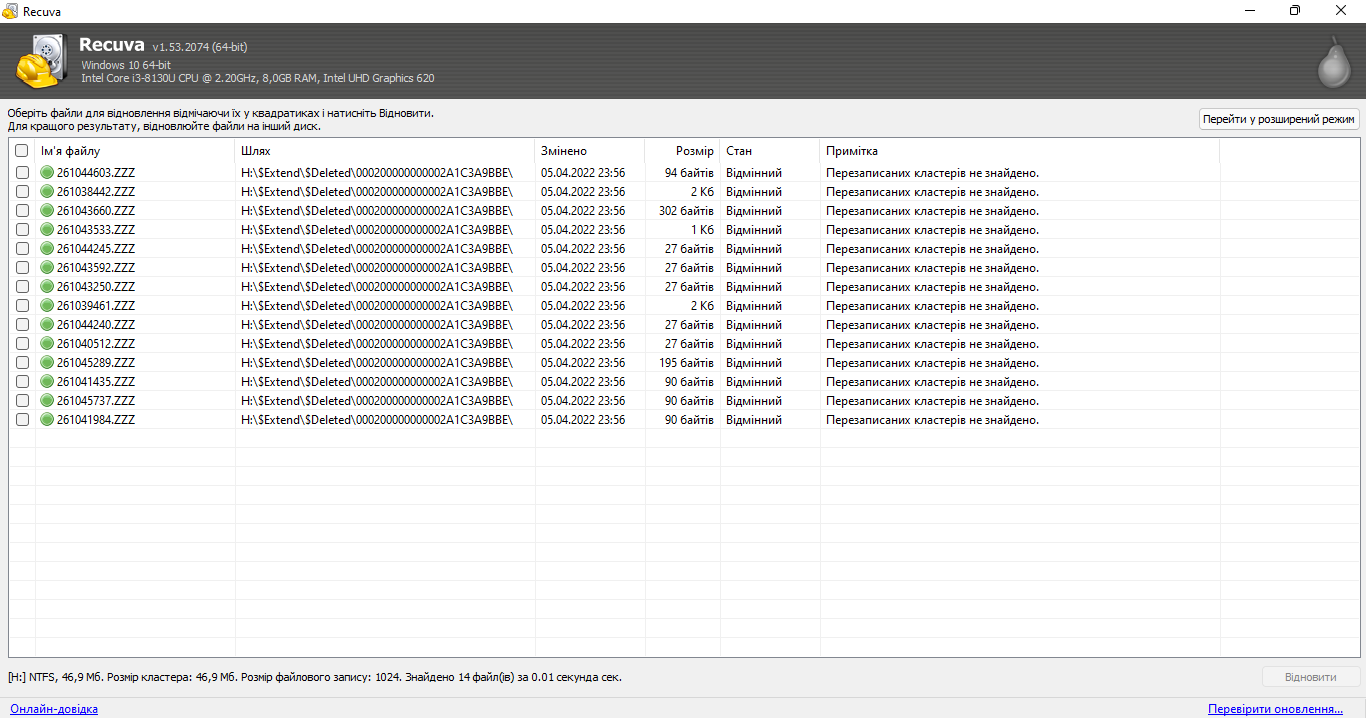 Recuva
Recuva v1.53.2074 (64-bit)
Windows 10 64-bit
Intel Core i3-8130U CPU @ 2.20GHz, 8,0GB RAM, Intel UHD Graphics 620
Оберіть файли для відновлення відмічаючи їх у квадратиках і натисніть Відновити.
Для кращого результату, відновлюйте файли на інший диск.
Перейти у розширений режим
Ім'я файлу Шлях Змінено Розмір Стан Примітка
261044603.ZZZ H:\$Extend\$Deleted\000200000000002A1C3A9BBE\ 05.04.2022 23:56 94 байтів Відмінний Перезаписаних кластерів не знайдено.
261038442.ZZZ H:\$Extend\$Deleted\000200000000002A1C3A9BBE\ 05.04.2022 23:56 2 Кб Відмінний Перезаписаних кластерів не знайдено.
261043660.ZZZ H:\$Extend\$Deleted\000200000000002A1C3A9BBE\ 05.04.2022 23:56 302 байтів Відмінний Перезаписаних кластерів не знайдено.
261043533.ZZZ H:\$Extend\$Deleted\000200000000002A1C3A9BBE\ 05.04.2022 23:56 1 Кб Відмінний Перезаписаних кластерів не знайдено.
261044245.ZZZ H:\$Extend\$Deleted\000200000000002A1C3A9BBE\ 05.04.2022 23:56 27 байтів Відмінний Перезаписаних кластерів не знайдено.
261043592.ZZZ H:\$Extend\$Deleted\000200000000002A1C3A9BBE\ 05.04.2022 23:56 27 байтів Відмінний Перезаписаних кластерів не знайдено.
261043250.ZZZ H:\$Extend\$Deleted\000200000000002A1C3A9BBE\ 05.04.2022 23:56 27 байтів Відмінний Перезаписаних кластерів не знайдено.
261039461.ZZZ H:\$Extend\$Deleted\000200000000002A1C3A9BBE\ 05.04.2022 23:56 2 Кб Відмінний Перезаписаних кластерів не знайдено.
261044240.ZZZ H:\$Extend\$Deleted\000200000000002A1C3A9BBE\ 05.04.2022 23:56 27 байтів Відмінний Перезаписаних кластерів не знайдено.
261040512.ZZZ H:\$Extend\$Deleted\000200000000002A1C3A9BBE\ 05.04.2022 23:56 27 байтів Відмінний Перезаписаних кластерів не знайдено.
261045289.ZZZ H:\$Extend\$Deleted\000200000000002A1C3A9BBE\ 05.04.2022 23:56 195 байтів Відмінний Перезаписаних кластерів не знайдено.
261041435.ZZZ H:\$Extend\$Deleted\000200000000002A1C3A9BBE\ 05.04.2022 23:56 90 байтів Відмінний Перезаписаних кластерів не знайдено.
261045737.ZZZ H:\$Extend\$Deleted\000200000000002A1C3A9BBE\ 05.04.2022 23:56 90 байтів Відмінний Перезаписаних кластерів не знайдено.
261041984.ZZZ H:\$Extend\$Deleted\000200000000002A1C3A9BBE\ 05.04.2022 23:56 90 байтів Відмінний Перезаписаних кластерів не знайдено.
[H:] NTFS, 46,9 Мб. Розмір кластера: 46,9 Мб. Розмір файлового запису: 1024. Знайдено 14 файл(ів) за 0.01 секунда сек.
Відновити
Онлайн-довідка Перевірити оновлення...